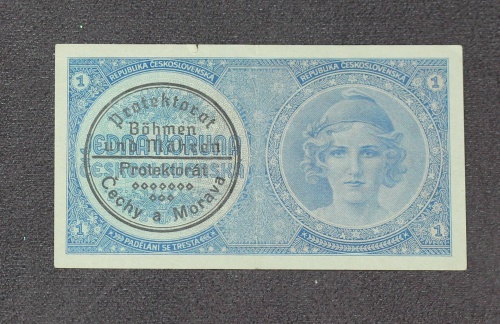 1
REPUBLIKA ČESKOSLOVENSKÁ
REPUBLIKA ČESKOSLOVENSKÁ
1
Protektorat
Böhmen
und Mähren
Protektorát
Čechy a Morava
1
PADĚLÁNÍ SE TRESTÁ
1